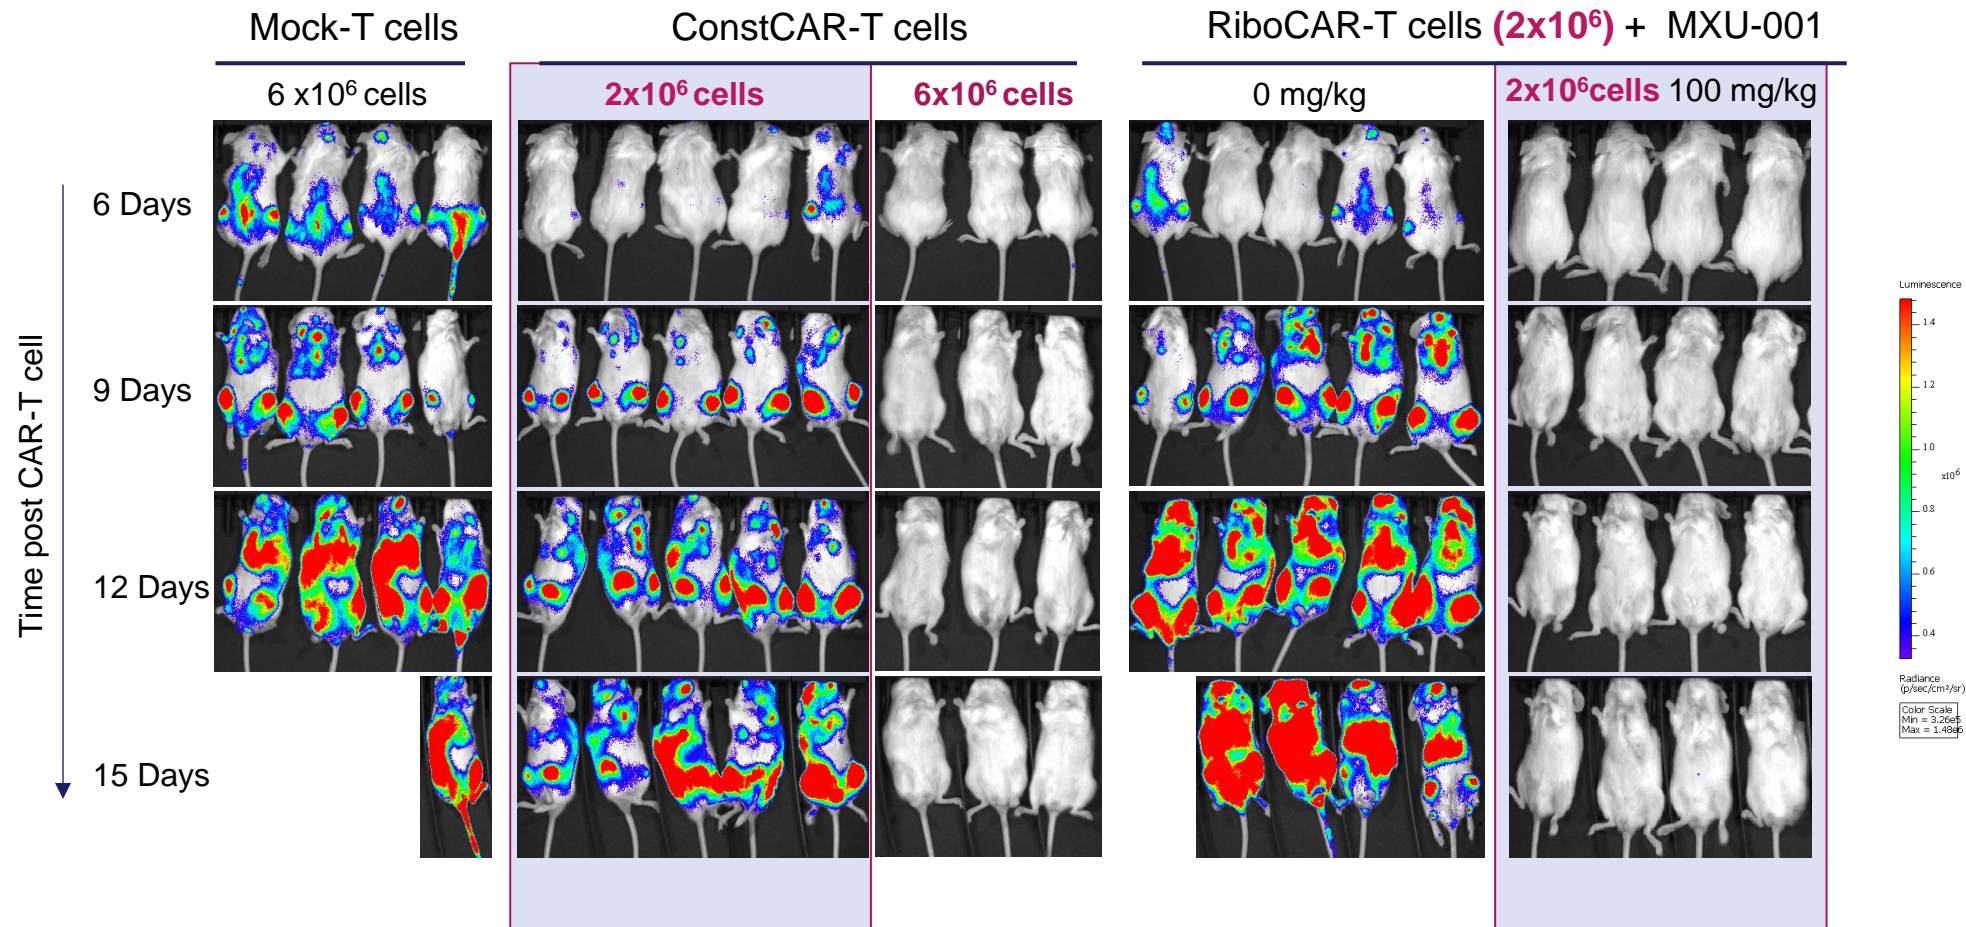 Mock-T cells
ConstCAR-T cells
RiboCAR-T cells (2x10⁶) + MXU-001
6 x10⁶ cells
2x10⁶ cells
6x10⁶ cells
0 mg/kg
2x10⁶cells 100 mg/kg
Time post CAR-T cell
6 Days
9 Days
12 Days
15 Days
Luminescence
1.4
1.2
1.0
x10⁶
0.8
0.6
0.4
Radiance
(p/sec/cm²/sr)
Color Scale
Min = 3.26e5
Max = 1.48e6